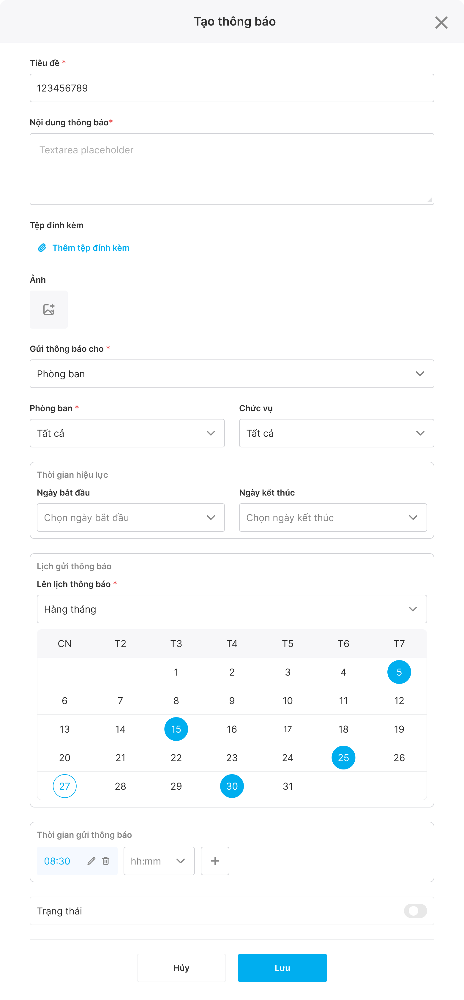 Tạo thông báo
Tiêu đề *
123456789
Nội dung thông báo*
Textarea placeholder
Tệp đính kèm
Thêm tệp đính kèm
Ảnh
Gửi thông báo cho *
Phòng ban
Phòng ban * Chức vụ
Tất cả Tất cả
Thời gian hiệu lực
Ngày bắt đầu Ngày kết thúc
Chọn ngày bắt đầu Chọn ngày kết thúc
Lịch gửi thông báo
Lên lịch thông báo *
Hàng tháng
CN T2 T3 T4 T5 T6 T7
1 2 3 4 5
6 7 8 9 10 11 12
13 14 15 16 17 18 19
20 21 22 23 24 25 26
27 28 29 30 31
Thời gian gửi thông báo
08:30 hh:mm
Trạng thái
Hủy Lưu